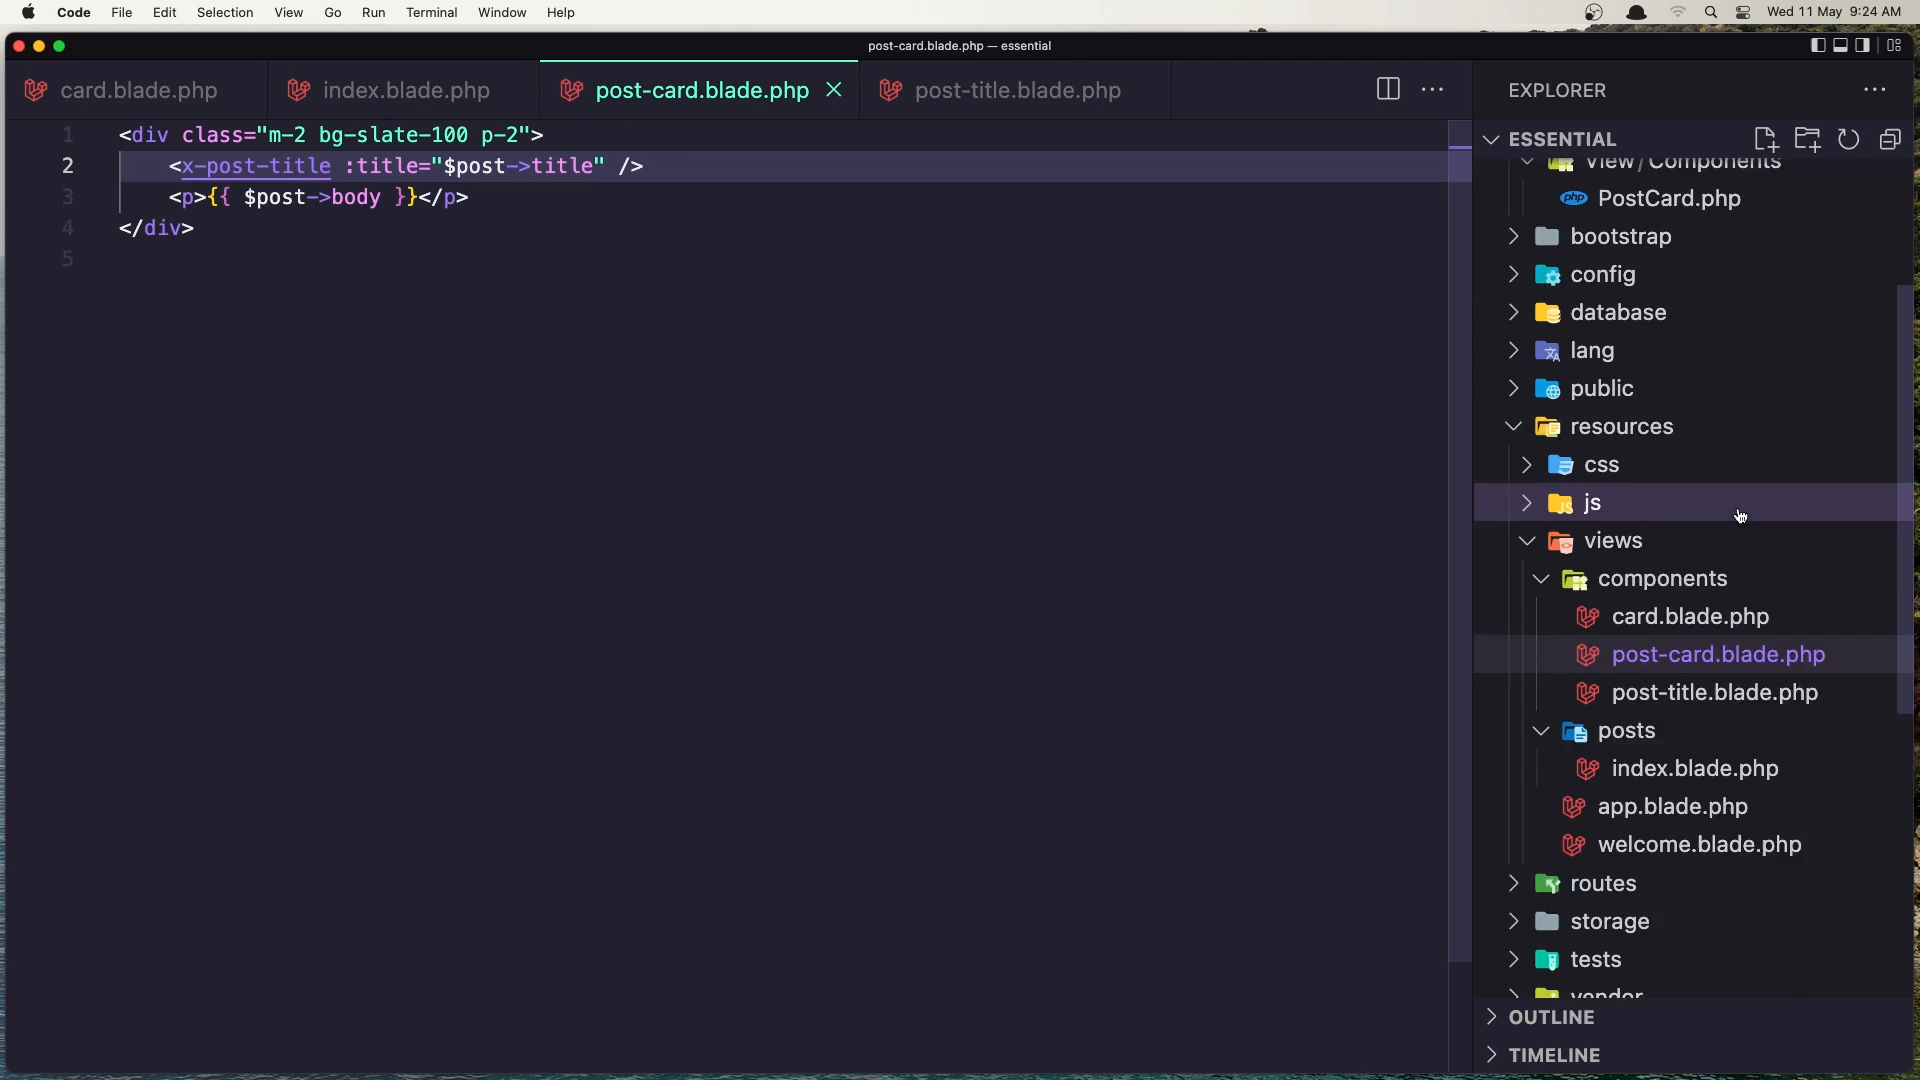 Code File Edit Selection View Go Run Terminal Window Help Wed 11 May 9:24 AM
post-card.blade.php — essential
card.blade.php index.blade.php post-card.blade.php post-title.blade.php
1 <div class="m-2 bg-slate-100 p-2">
2 <x-post-title :title="$post->title" />
3 <p>{{ $post->body }}</p>
4 </div>
5
EXPLORER
ESSENTIAL
View / Components
php PostCard.php
bootstrap
config
database
lang
public
resources
css
js
views
components
card.blade.php
post-card.blade.php
post-title.blade.php
posts
index.blade.php
app.blade.php
welcome.blade.php
routes
storage
tests
vendor
OUTLINE
TIMELINE